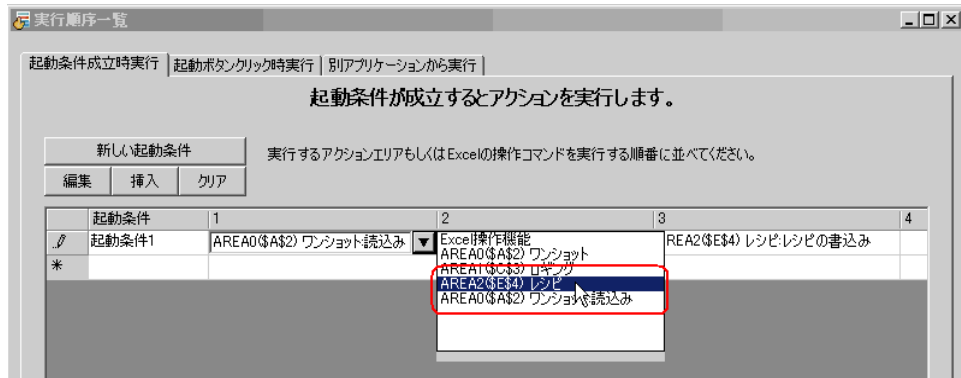 実行順序一覧
起動条件成立時実行 起動ボタンクリック時実行 別アプリケーションから実行
起動条件が成立するとアクションを実行します。
新しい起動条件
実行するアクションエリアもしくはExcelの操作コマンドを実行する順番に並べてください。
編集 挿入 クリア
起動条件 1 2 3 4
起動条件1 AREA0($A$2) ワンショット:読込み REA2($E$4) レシピ:レシピの書込み
*
Excel操作機能
AREA0($A$2) ワンショット
AREA1($C$3) ロギング
AREA2($E$4) レシピ
AREA0($A$2) ワンショット:読込み